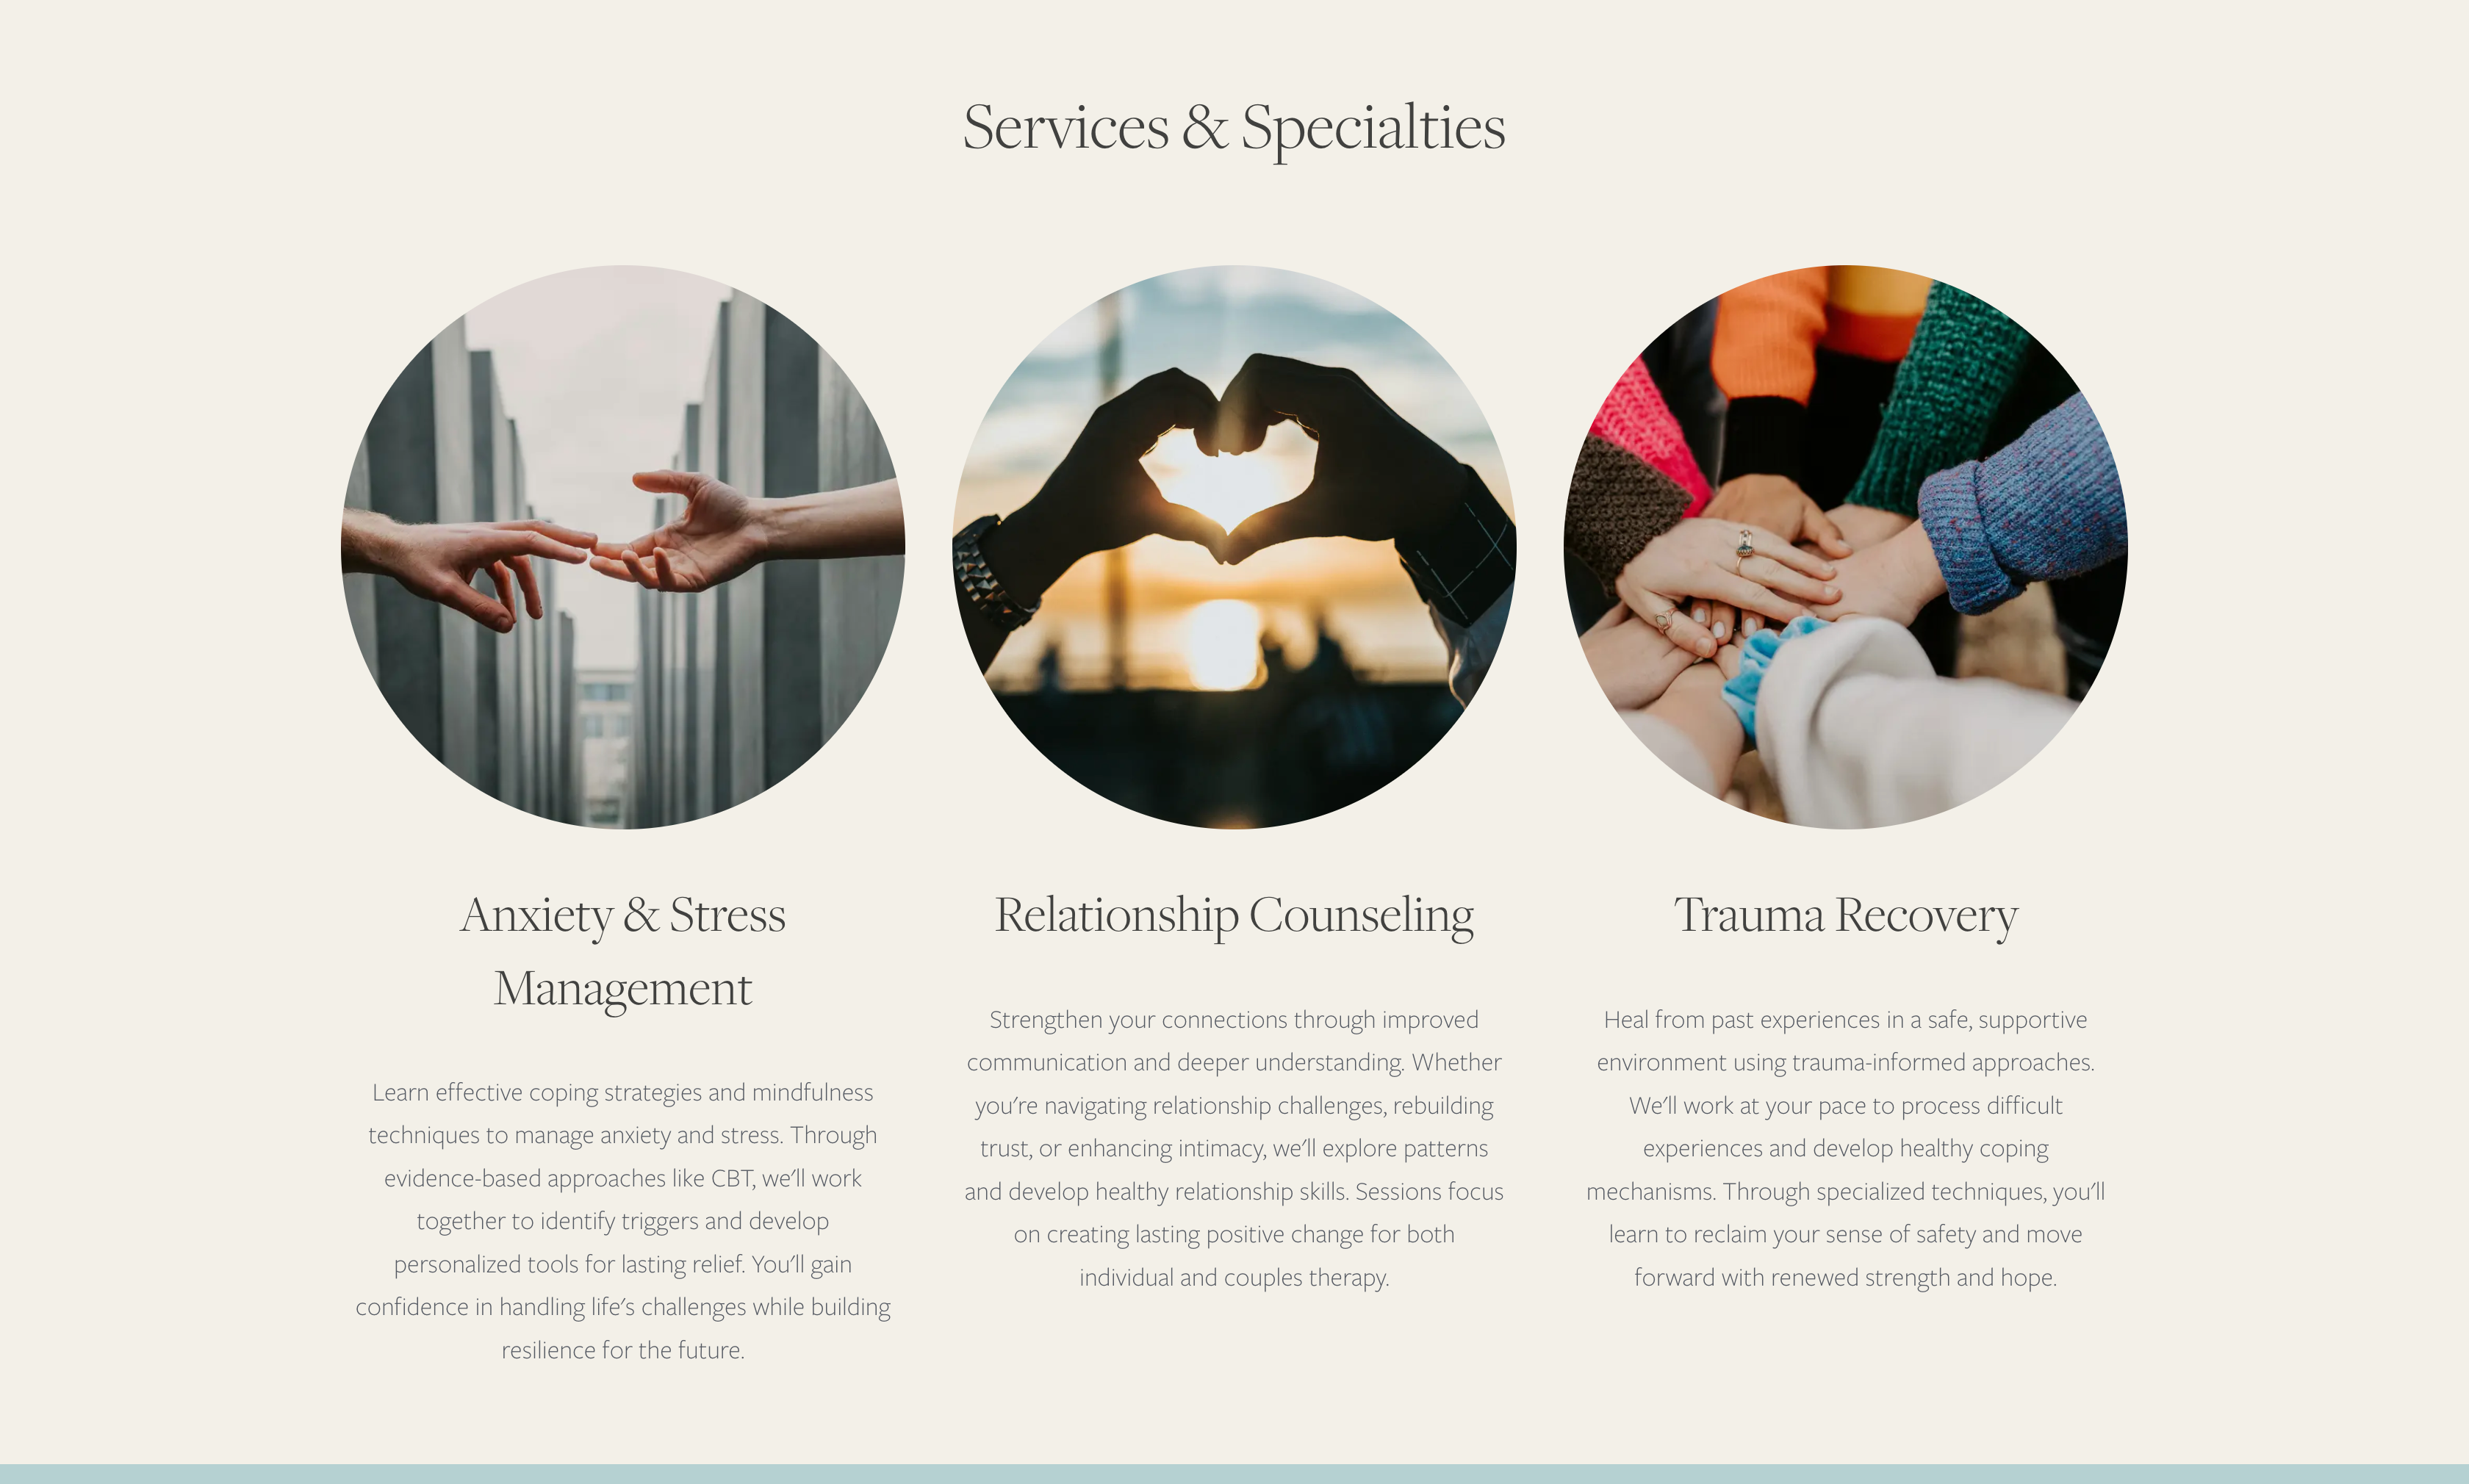 Services & Specialties
Anxiety & Stress
Management
Learn effective coping strategies and mindfulness
techniques to manage anxiety and stress. Through
evidence-based approaches like CBT, we'll work
together to identify triggers and develop
personalized tools for lasting relief. You'll gain
confidence in handling life's challenges while building
resilience for the future.
Relationship Counseling
Strengthen your connections through improved
communication and deeper understanding. Whether
you're navigating relationship challenges, rebuilding
trust, or enhancing intimacy, we'll explore patterns
and develop healthy relationship skills. Sessions focus
on creating lasting positive change for both
individual and couples therapy.
Trauma Recovery
Heal from past experiences in a safe, supportive
environment using trauma-informed approaches.
We'll work at your pace to process difficult
experiences and develop healthy coping
mechanisms. Through specialized techniques, you'll
learn to reclaim your sense of safety and move
forward with renewed strength and hope.